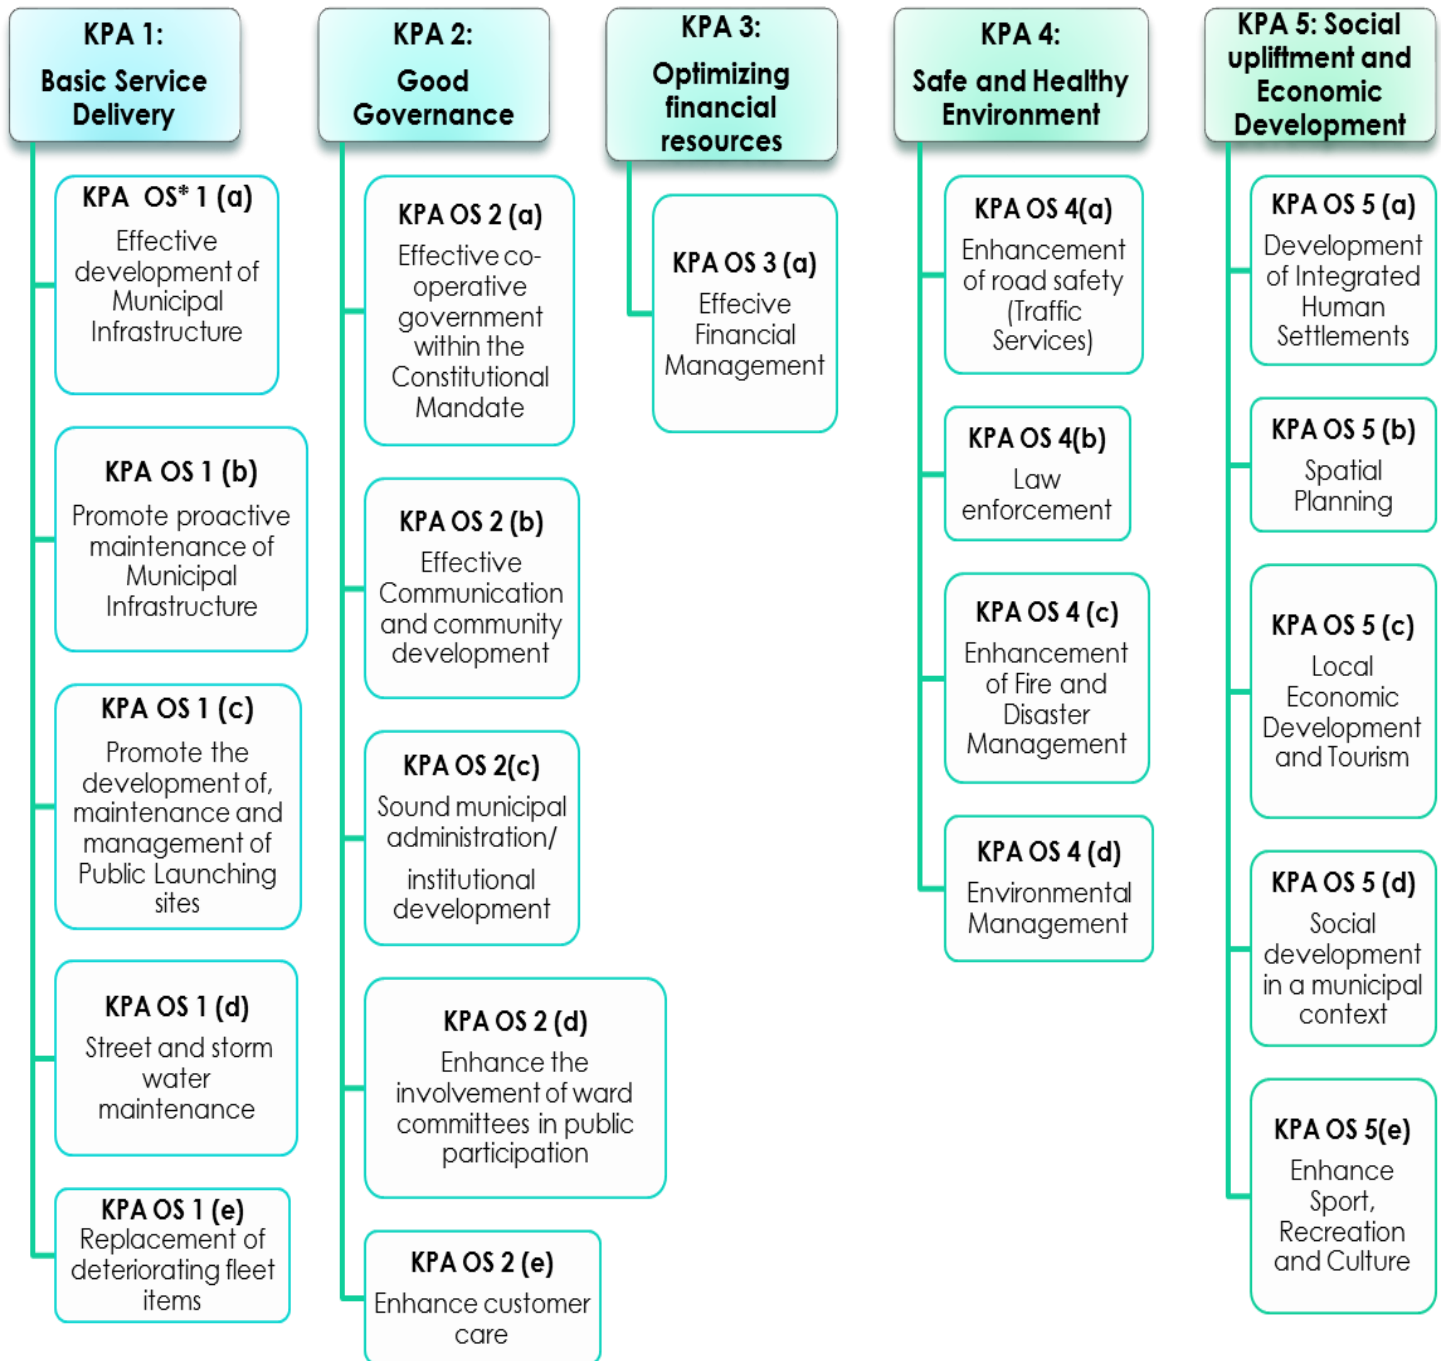 KPA 1:
Basic Service
Delivery
KPA OS* 1 (a)
Effective
development of
Municipal
Infrastructure
KPA OS 1 (b)
Promote proactive
maintenance of
Municipal
Infrastructure
KPA OS 1 (c)
Promote the
development of,
maintenance and
management of
Public Launching
sites
KPA OS 1 (d)
Street and storm
water
maintenance
KPA OS 1 (e)
Replacement of
deteriorating fleet
items
KPA 2:
Good
Governance
KPA OS 2 (a)
Effective co-
operative
government
within the
Constitutional
Mandate
KPA OS 2 (b)
Effective
Communication
and community
development
KPA OS 2(c)
Sound municipal
administration/
institutional
development
KPA OS 2 (d)
Enhance the
involvement of ward
committees in public
participation
KPA OS 2 (e)
Enhance customer
care
KPA 3:
Optimizing
financial
resources
KPA OS 3 (a)
Effecive
Financial
Management
KPA 4:
Safe and Healthy
Environment
KPA OS 4(a)
Enhancement
of road safety
(Traffic
Services)
KPA OS 4(b)
Law
enforcement
KPA OS 4 (c)
Enhancement
of Fire and
Disaster
Management
KPA OS 4 (d)
Environmental
Management
KPA 5: Social
upliftment and
Economic
Development
KPA OS 5 (a)
Development
of Integrated
Human
Settlements
KPA OS 5 (b)
Spatial
Planning
KPA OS 5 (c)
Local
Economic
Development
and Tourism
KPA OS 5 (d)
Social
development
in a municipal
context
KPA OS 5(e)
Enhance
Sport,
Recreation
and Culture